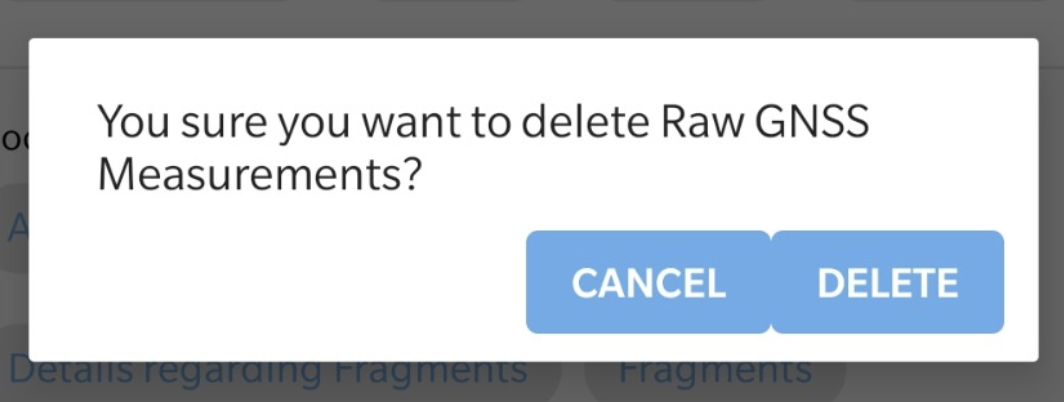 You sure you want to delete Raw GNSS
Measurements?
CANCEL DELETE
Details regarding Fragments Fragments